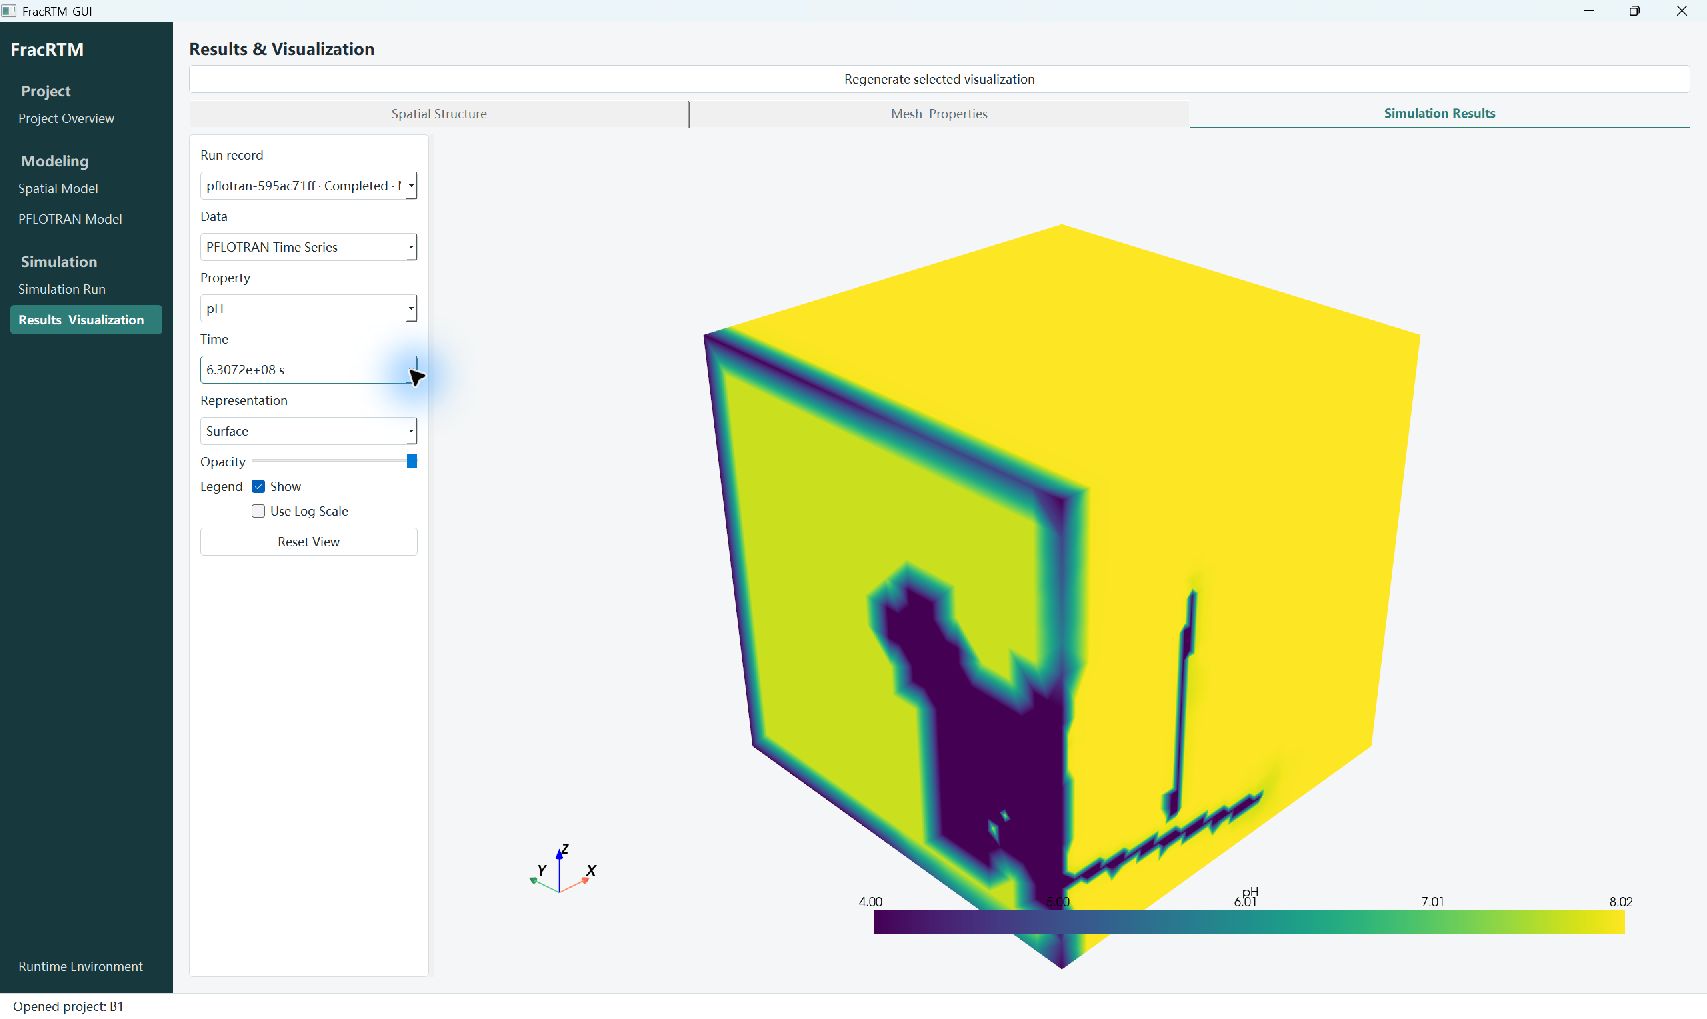 FracRTM GUI
FracRTM
Project
Project Overview
Modeling
Spatial Model
PFLOTRAN Model
Simulation
Simulation Run
Results Visualization
Runtime Environment
Results & Visualization
Regenerate selected visualization
Spatial Structure
Mesh Properties
Simulation Results
Run record
pflotran-595ac71ff · Completed ·
Data
PFLOTRAN Time Series
Property
pH
Time
6.3072e+08 s
Representation
Surface
Opacity
Legend Show
Use Log Scale
Reset View
Z
Y
X
pH
4.00 5.00 6.01 7.01 8.02
Opened project: B1